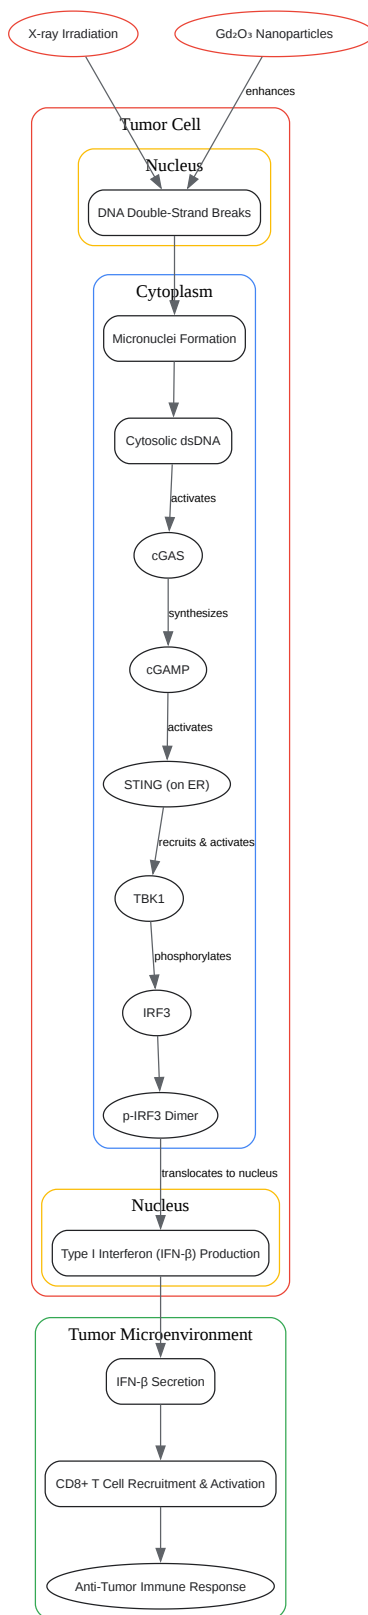 X-ray Irradiation
Gd₂O₃ Nanoparticles
enhances
Tumor Cell
Nucleus
DNA Double-Strand Breaks
Cytoplasm
Micronuclei Formation
Cytosolic dsDNA
activates
cGAS
synthesizes
cGAMP
activates
STING (on ER)
recruits & activates
TBK1
phosphorylates
IRF3
p-IRF3 Dimer
translocates to nucleus
Nucleus
Type I Interferon (IFN-β) Production
Tumor Microenvironment
IFN-β Secretion
CD8+ T Cell Recruitment & Activation
Anti-Tumor Immune Response